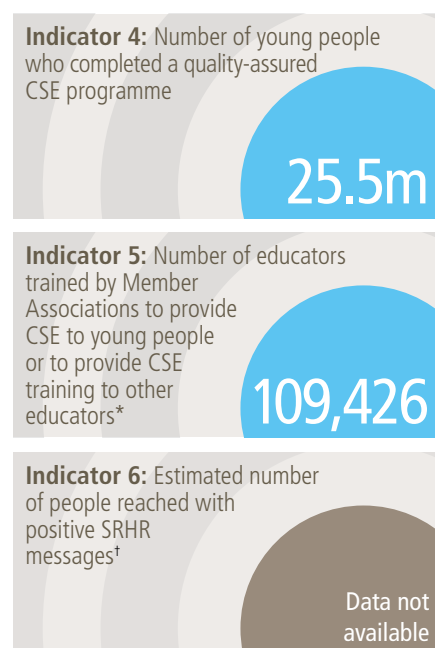 Indicator 4: Number of young people
who completed a quality-assured
CSE programme
25.5m
Indicator 5: Number of educators
trained by Member
Associations to provide
CSE to young people
or to provide CSE
training to other
educators*
109,426
Indicator 6: Estimated number
of people reached with
positive SRHR
messages†
Data not
available